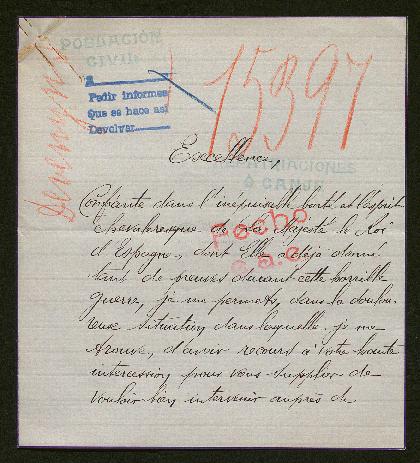 POBLACIÓN
CIVIL
15397
Pedir informes
Que se hace así
Devolver
Excellence,
Ó CANJE
Confiante dans l'inépuisable bonté et l'esprit
Chevaleresque de Sa Majesté le Roi
Fecho
d'Espagne, dont Elle a déjà donné
tant de preuves durant cette horrible
guerre, je me permets, dans la doulou-
reuse situation dans laquelle je me
trouve, d'avoir recours à votre haute
intercession pour vous supplier de
vouloir bien intervenir auprès de